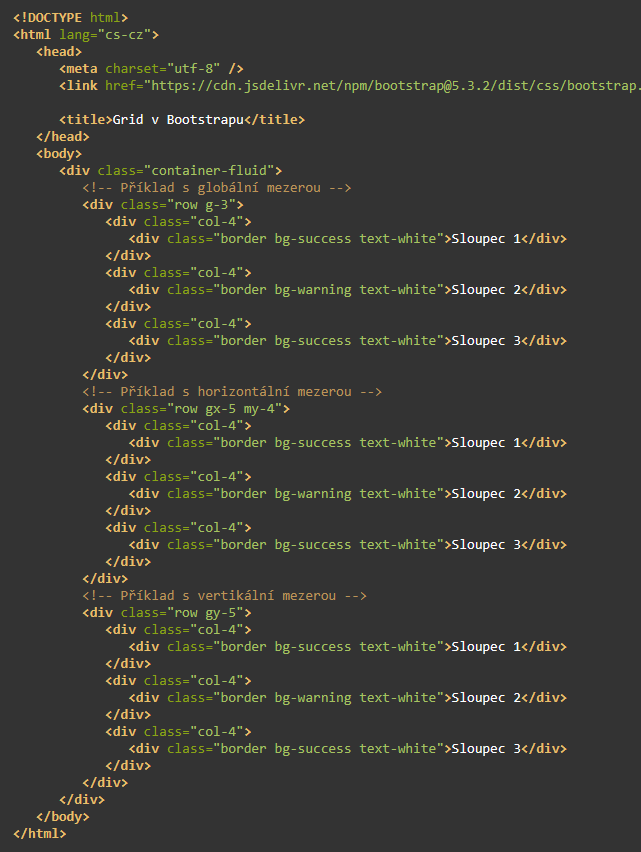 <!DOCTYPE html>
<html lang="cs-cz">
<head>
<meta charset="utf-8" />
<link href="https://cdn.jsdelivr.net/npm/bootstrap@5.3.2/dist/css/bootstrap.
<title>Grid v Bootstrapu</title>
</head>
<body>
<div class="container-fluid">
<!-- Příklad s globální mezerou -->
<div class="row g-3">
<div class="col-4">
<div class="border bg-success text-white">Sloupec 1</div>
</div>
<div class="col-4">
<div class="border bg-warning text-white">Sloupec 2</div>
</div>
<div class="col-4">
<div class="border bg-success text-white">Sloupec 3</div>
</div>
</div>
<!-- Příklad s horizontální mezerou -->
<div class="row gx-5 my-4">
<div class="col-4">
<div class="border bg-success text-white">Sloupec 1</div>
</div>
<div class="col-4">
<div class="border bg-warning text-white">Sloupec 2</div>
</div>
<div class="col-4">
<div class="border bg-success text-white">Sloupec 3</div>
</div>
</div>
<!-- Příklad s vertikální mezerou -->
<div class="row gy-5">
<div class="col-4">
<div class="border bg-success text-white">Sloupec 1</div>
</div>
<div class="col-4">
<div class="border bg-warning text-white">Sloupec 2</div>
</div>
<div class="col-4">
<div class="border bg-success text-white">Sloupec 3</div>
</div>
</div>
</div>
</body>
</html>